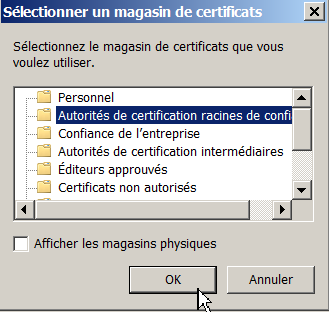 Sélectionner un magasin de certificats
Sélectionnez le magasin de certificats que vous
voulez utiliser.
Personnel
Autorités de certification racines de confi
Confiance de l'entreprise
Autorités de certification intermédiaires
Éditeurs approuvés
Certificats non autorisés
Afficher les magasins physiques
OK
Annuler